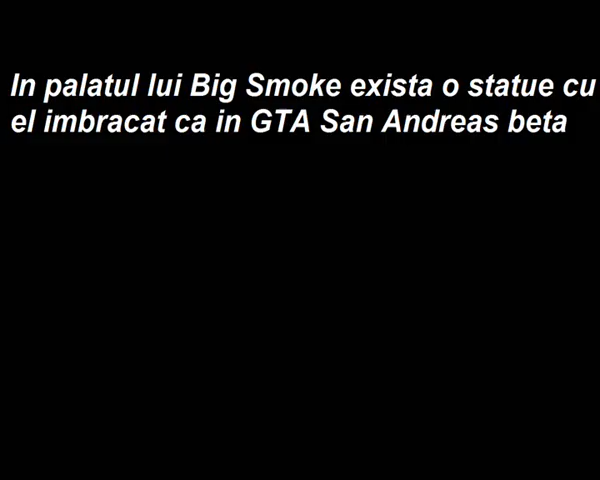 In palatul lui Big Smoke exista o statue cu
el imbracat ca in GTA San Andreas beta